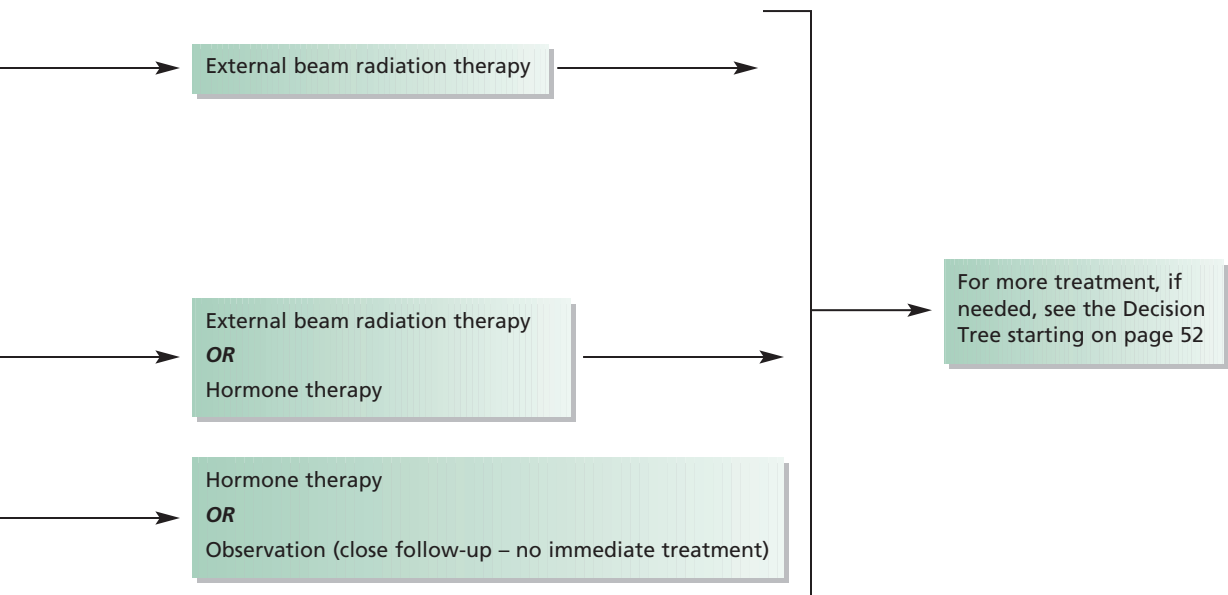 External beam radiation therapy
External beam radiation therapy
OR
Hormone therapy
For more treatment, if
needed, see the Decision
Tree starting on page 52
Hormone therapy
OR
Observation (close follow-up – no immediate treatment)